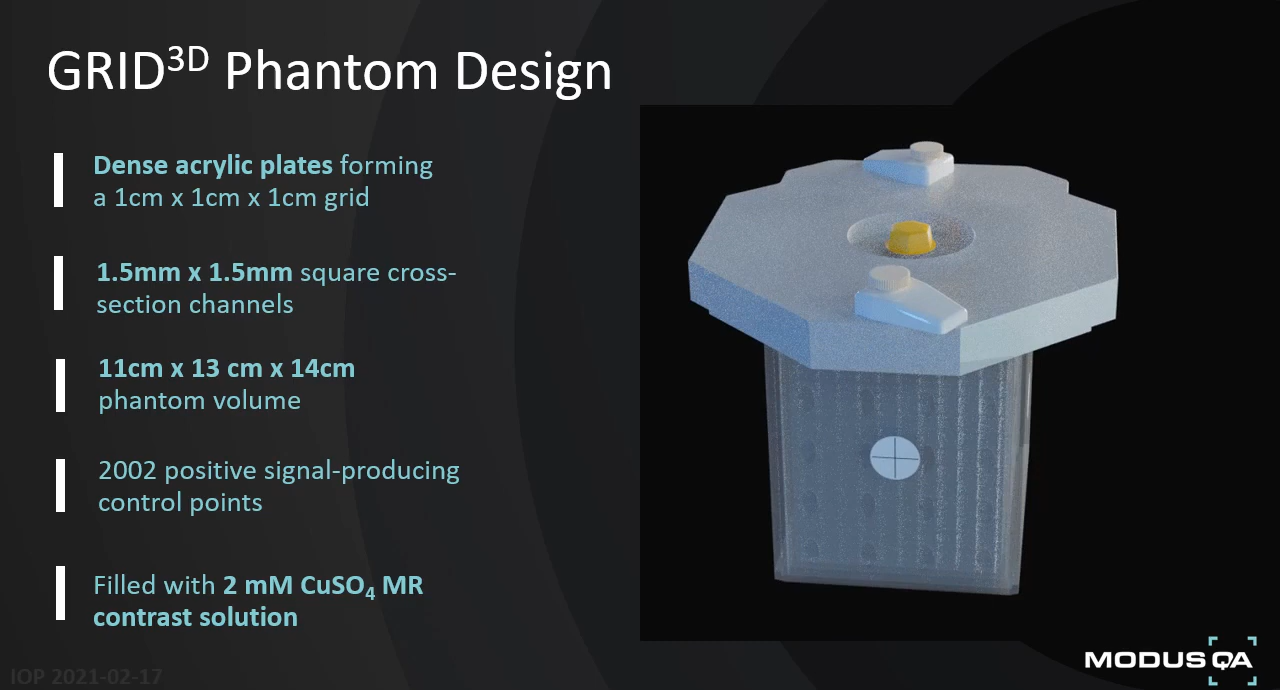 GRID3D Phantom Design
Dense acrylic plates forming
a 1cm x 1cm x 1cm grid
1.5mm x 1.5mm square cross-
section channels
11cm x 13 cm x 14cm
phantom volume
2002 positive signal-producing
control points
Filled with 2 mM CuSO4 MR
contrast solution
IOP 2021-02-17
MODUS QA